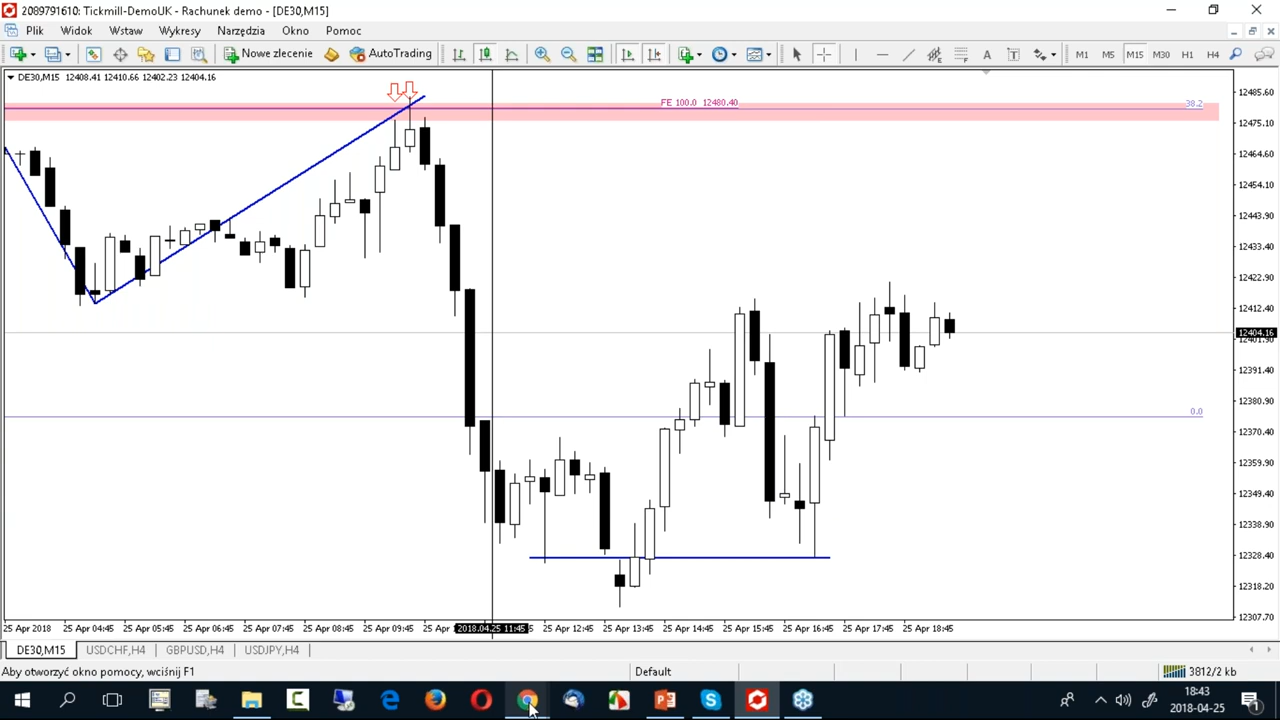 2089791610: Tickmill-DemoUK - Rachunek demo - [DE30,M15]
Plik Widok Wstaw Wykresy Narzędzia Okno Pomoc
Nowe zlecenie AutoTrading A T M1 M5 M15 M30 H1 H4
DE30,M15 12408.41 12410.66 12402.23 12404.16
12485.60
FE 100.0 12480.40 38.2
12475.10
12464.60
12454.10
12443.90
12433.40
12422.90
12412.40
12404.16
12401.90
12391.40
12380.90
0.0
12370.40
12359.90
12349.40
12338.90
12328.40
12318.20
12307.70
25 Apr 2018 25 Apr 04:45 25 Apr 05:45 25 Apr 06:45 25 Apr 07:45 25 Apr 08:45 25 Apr 09:45 25 Apr 2018.04.25 11:45 25 Apr 12:45 25 Apr 13:45 25 Apr 14:45 25 Apr 15:45 25 Apr 16:45 25 Apr 17:45 25 Apr 18:45
DE30,M15 USDCHF,H4 GBPUSD,H4 USDJPY,H4
Aby otworzyć okno pomocy, wciśnij F1 Default 3812/2 kb
18:43
2018-04-25